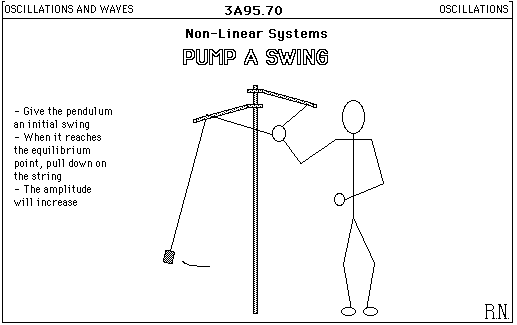 OSCILLATIONS AND WAVES 3A95.70 OSCILLATIONS
Non-Linear Systems
PUMP A SWING
- Give the pendulum
an initial swing
- When it reaches
the equilibrium
point, pull down on
the string
- The amplitude
will increase
R.N.